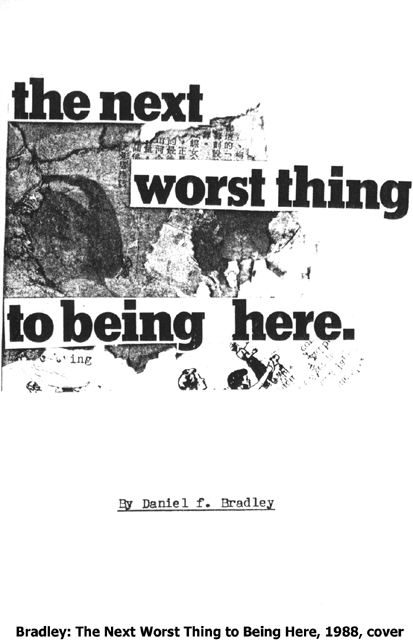 the next
worst thing
to being here.
ing
By Daniel f. Bradley
Bradley: The Next Worst Thing to Being Here, 1988, cover